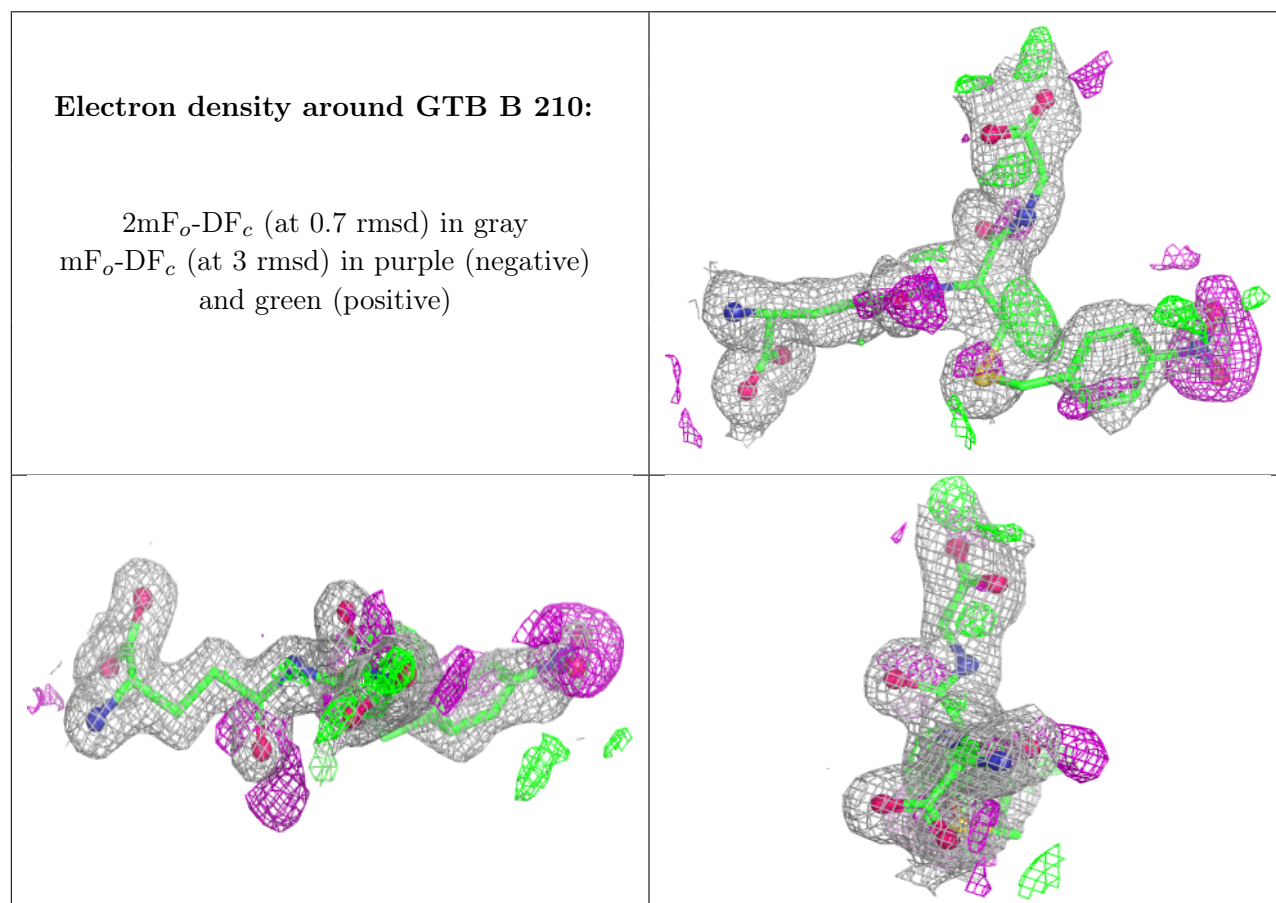 Electron density around GTB B 210:
2mFo-DFc (at 0.7 rmsd) in gray
mFo-DFc (at 3 rmsd) in purple (negative)
and green (positive)